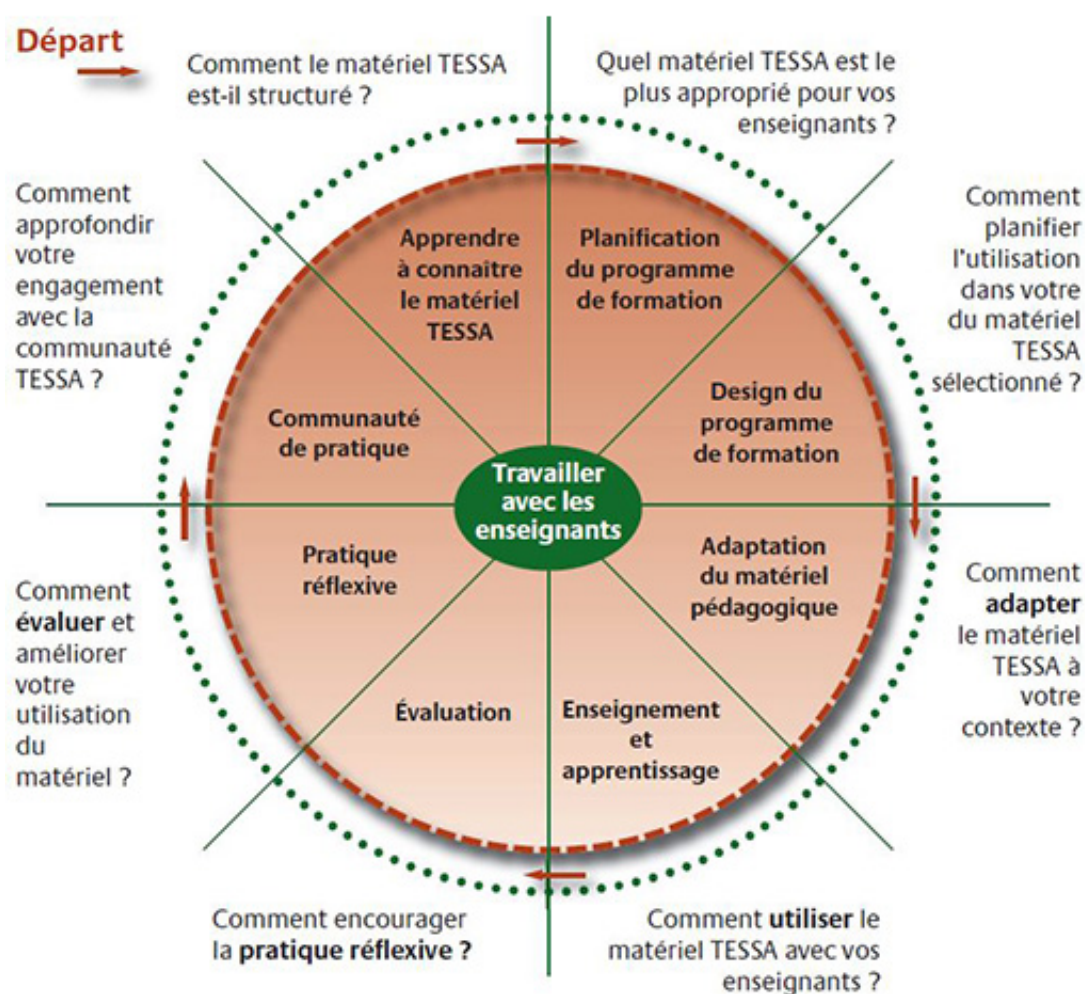 Départ
Comment le matériel TESSA
est-il structuré ?
Quel matériel TESSA est le
plus approprié pour vos
enseignants ?
Comment
planifier
l'utilisation
dans votre
du matériel
TESSA
sélectionné ?
Comment
adapter
le matériel
TESSA à
votre
contexte ?
Comment utiliser le
matériel TESSA avec vos
enseignants ?
Comment encourager
la pratique réflexive ?
Comment
évaluer et
améliorer
votre
utilisation
du
matériel ?
Comment
approfondir
votre
engagement
avec la
communauté
TESSA ?
Apprendre
à connaître
le matériel
TESSA
Planification
du programme
de formation
Design du
programme
de formation
Adaptation
du matériel
pédagogique
Enseignement
et
apprentissage
Évaluation
Pratique
réflexive
Communauté
de pratique
Travailler
avec les
enseignants